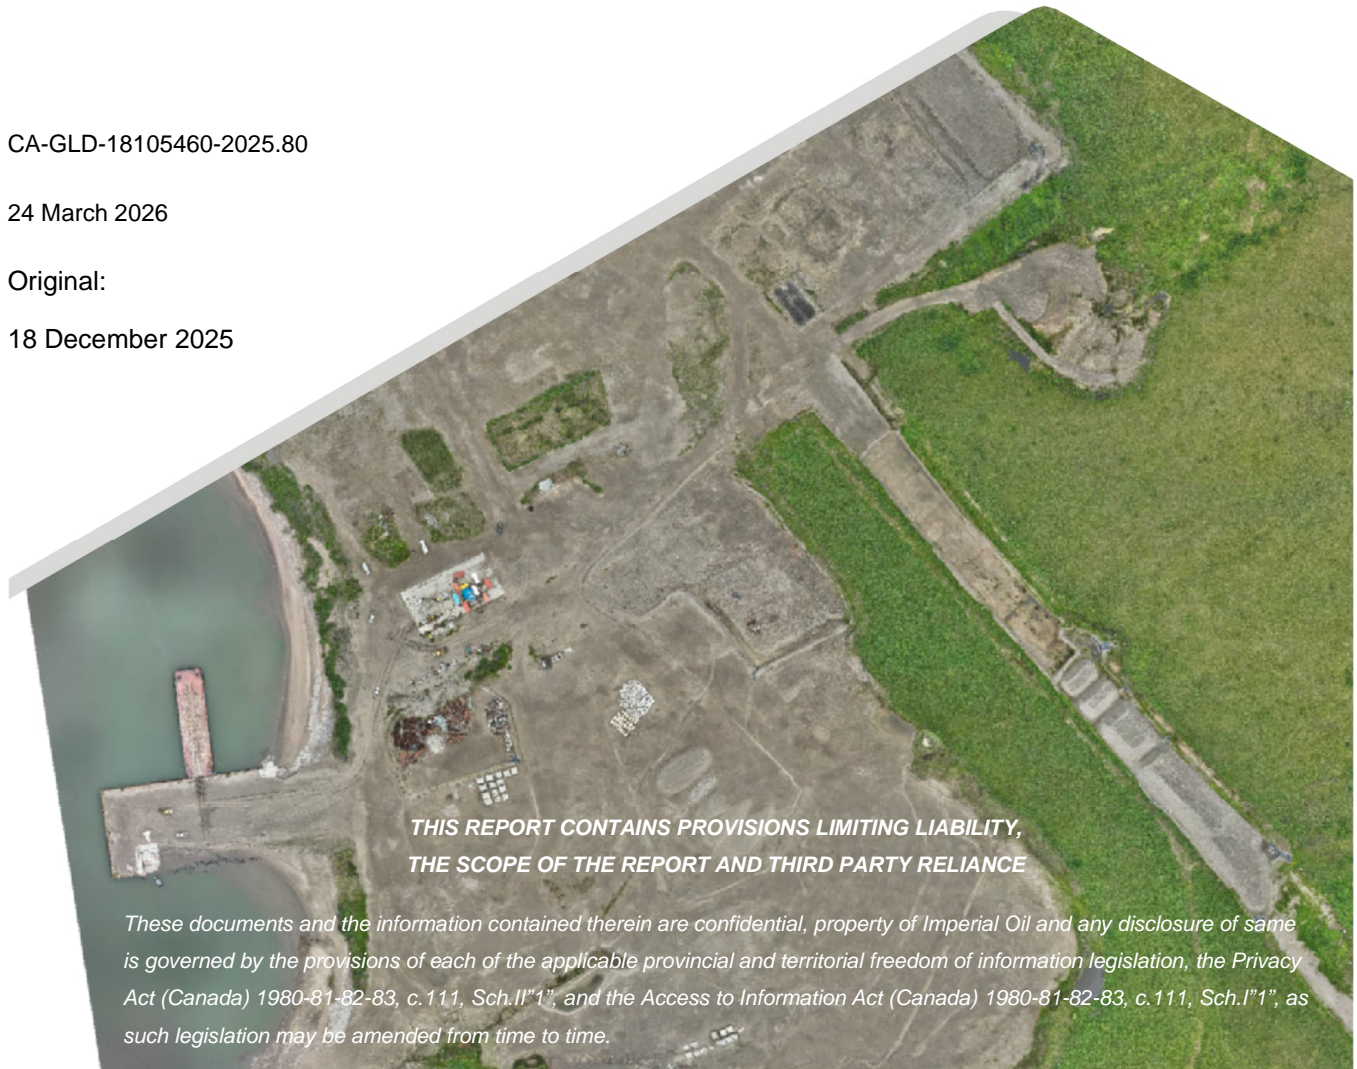 CA-GLD-18105460-2025.80
24 March 2026
Original:
18 December 2025
THIS REPORT CONTAINS PROVISIONS LIMITING LIABILITY,
THE SCOPE OF THE REPORT AND THIRD PARTY RELIANCE
These documents and the information contained therein are confidential, property of Imperial Oil and any disclosure of same
is governed by the provisions of each of the applicable provincial and territorial freedom of information legislation, the Privacy
Act (Canada) 1980-81-82-83, c.111, Sch.II”1”, and the Access to Information Act (Canada) 1980-81-82-83, c.111, Sch.I”1”, as
such legislation may be amended from time to time.